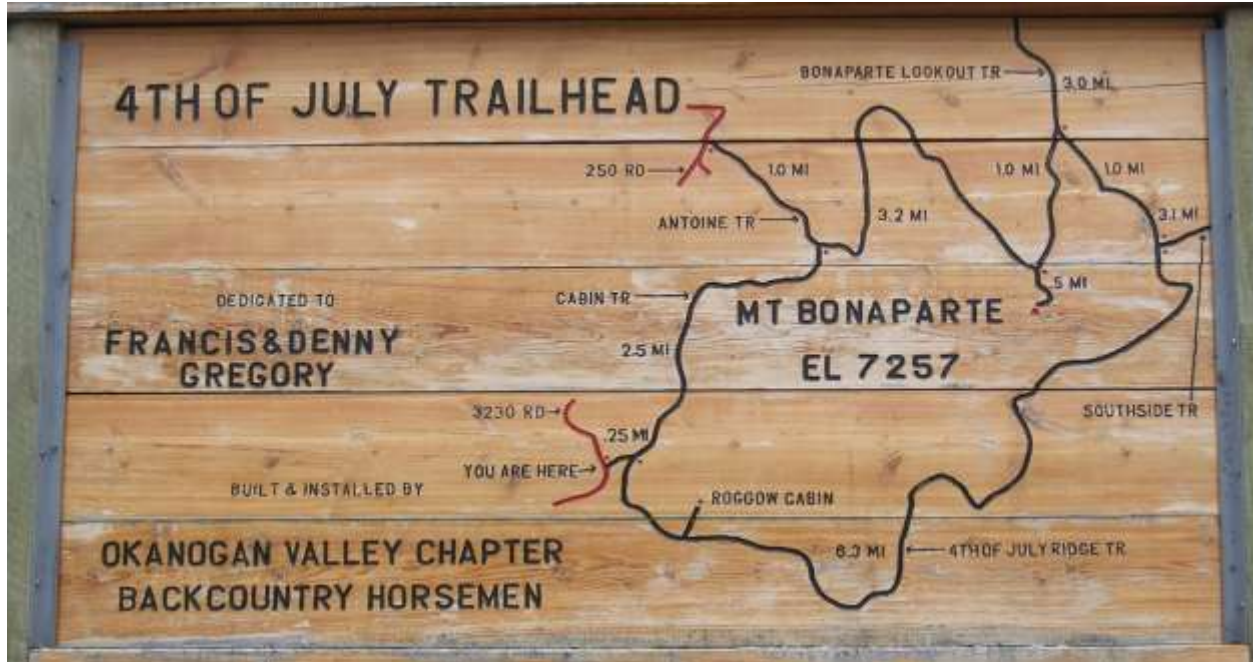 4TH OF JULY TRAILHEAD
BONAPARTE LOOKOUT TR
3.0 MI
250 RD
1.0 MI
1.0 MI
1.0 MI
ANTOINE TR
3.2 MI
3.1 MI
DEDICATED TO
CABIN TR
.5 MI
MT BONAPARTE
FRANCIS & DENNY
GREGORY
2.5 MI
EL 7257
3230 RD
SOUTHSIDE TR
.25 MI
YOU ARE HERE
BUILT & INSTALLED BY
ROGGOW CABIN
OKANOGAN VALLEY CHAPTER
BACKCOUNTRY HORSEMEN
MI
4TH OF JULY RIDGE TR